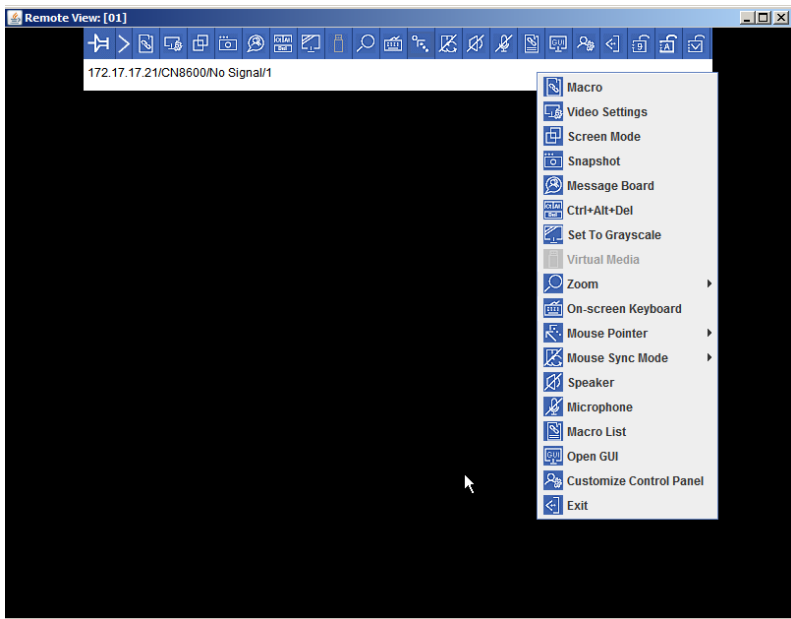 Remote View: [01]
172.17.17.21/CN8600/No Signal/1
Macro
Video Settings
Screen Mode
Snapshot
Message Board
Ctrl+Alt+Del
Set To Grayscale
Virtual Media
Zoom
On-screen Keyboard
Mouse Pointer
Mouse Sync Mode
Speaker
Microphone
Macro List
GUI Open GUI
Customize Control Panel
Exit